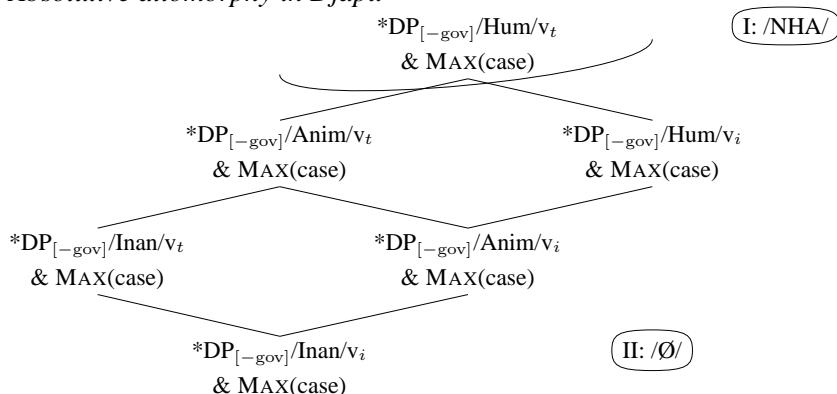 Absolutive allomorphy in Djapu
*DP[−gov]/Hum/vt
& MAX(case)
I: /NHA/
*DP[−gov]/Anim/vt
& MAX(case)
*DP[−gov]/Hum/vi
& MAX(case)
*DP[−gov]/Inan/vt
& MAX(case)
*DP[−gov]/Anim/vi
& MAX(case)
*DP[−gov]/Inan/vi
& MAX(case)
II: /Ø/